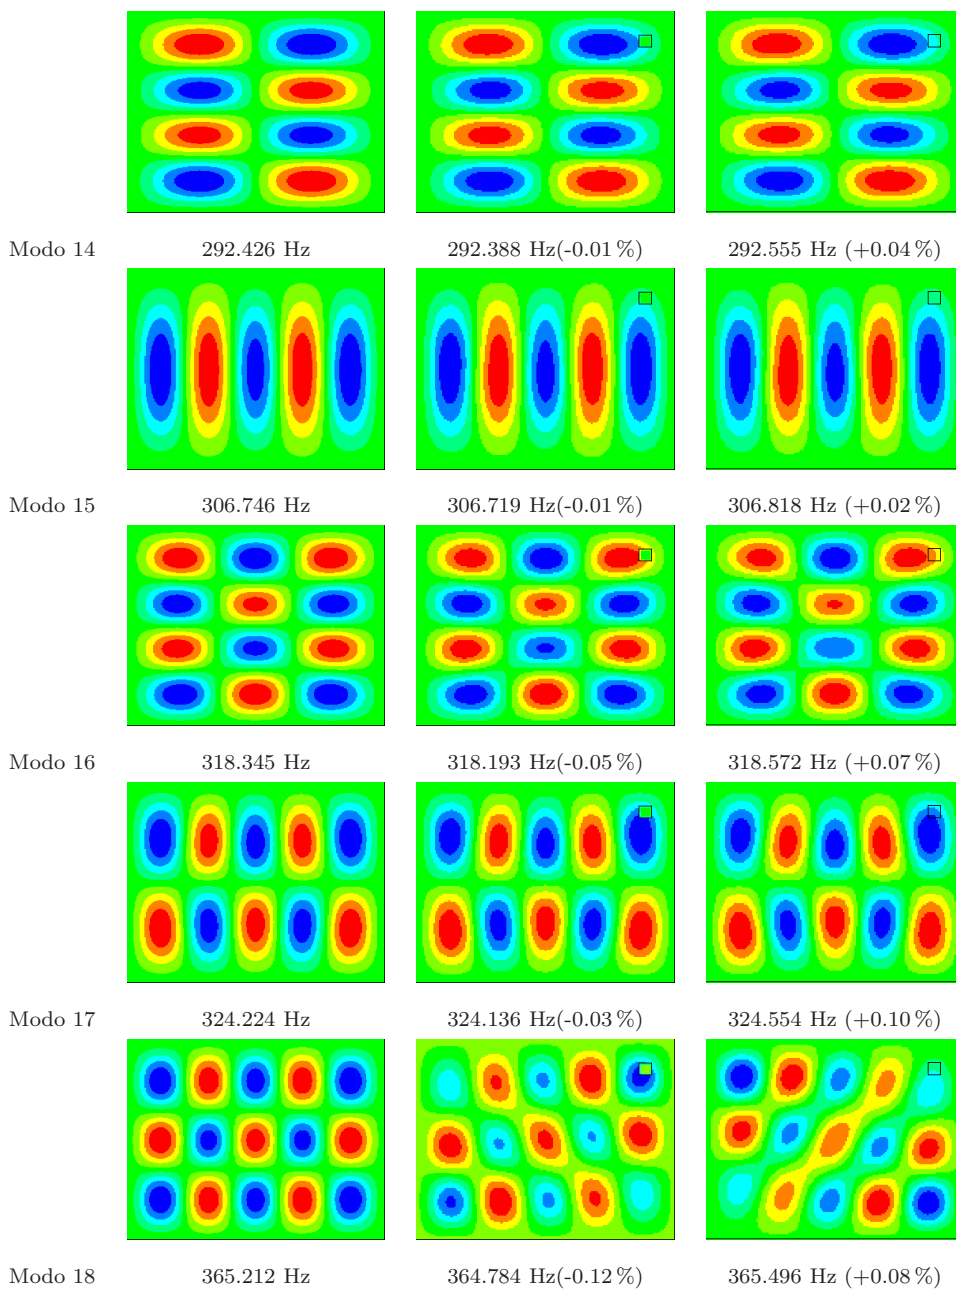 Modo 14 292.426 Hz 292.388 Hz(-0.01 %) 292.555 Hz (+0.04 %)
Modo 15 306.746 Hz 306.719 Hz(-0.01 %) 306.818 Hz (+0.02 %)
Modo 16 318.345 Hz 318.193 Hz(-0.05 %) 318.572 Hz (+0.07 %)
Modo 17 324.224 Hz 324.136 Hz(-0.03 %) 324.554 Hz (+0.10 %)
Modo 18 365.212 Hz 364.784 Hz(-0.12 %) 365.496 Hz (+0.08 %)